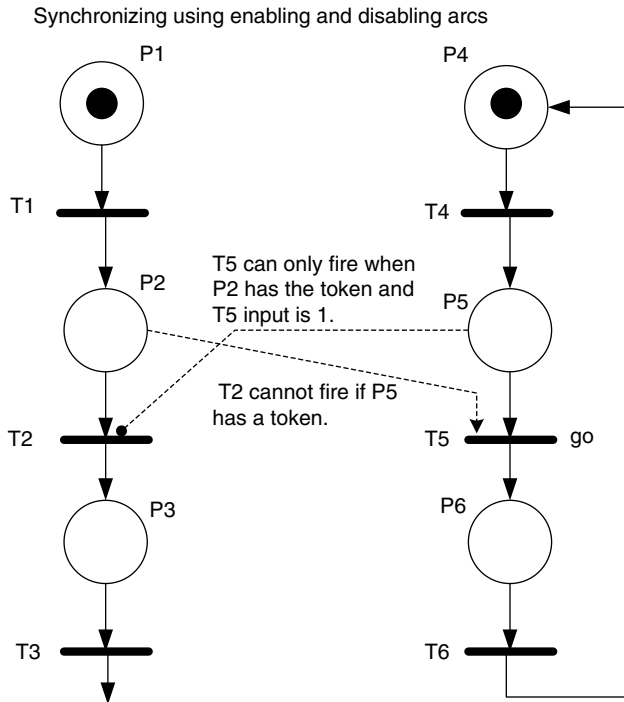 Synchronizing using enabling and disabling arcs
P1
P4
T1
T4
T5 can only fire when
P2 has the token and
T5 input is 1.
P2
P5
T2 cannot fire if P5
has a token.
T2
T5
go
P3
P6
T3
T6